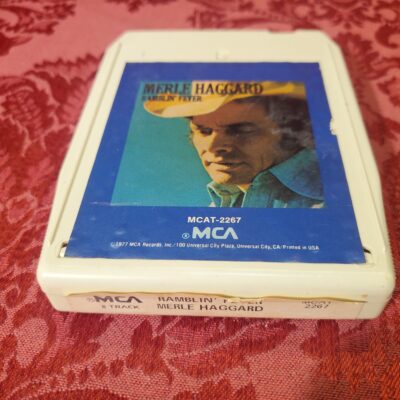 MERLE HAGGARD
RAMBLIN' FEVER
MCAT-2267
® MCA
©1977 MCA Records, Inc./100 Universal City Plaza, Universal City, CA/Printed in USA
® MCA RAMBLIN' FEVER MCAT-
8 TRACK MERLE HAGGARD 2267